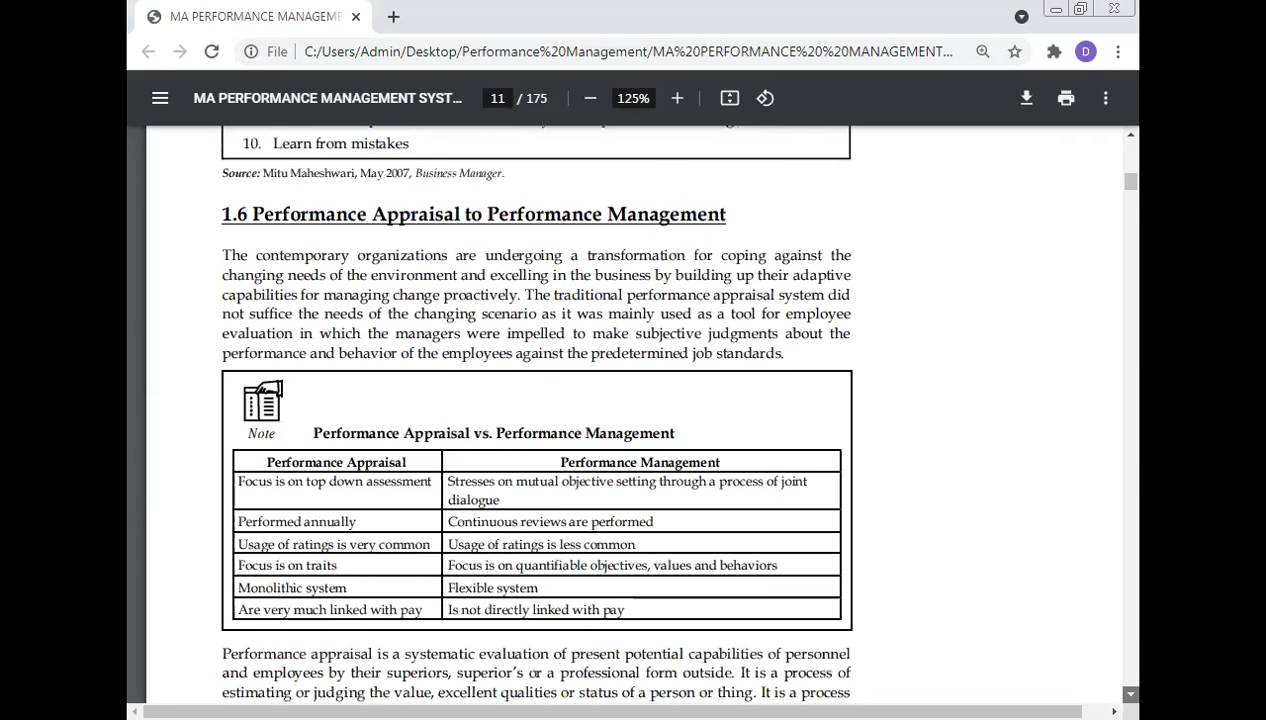 MA PERFORMANCE MANAGEME
File C:/Users/Admin/Desktop/Performance%20Management/MA%20PERFORMANCE%20%20MANAGEMENT... D
MA PERFORMANCE MANAGEMENT SYST... 11 / 175 125%
10. Learn from mistakes
Source: Mitu Maheshwari, May 2007, Business Manager.
1.6 Performance Appraisal to Performance Management
The contemporary organizations are undergoing a transformation for coping against the
changing needs of the environment and excelling in the business by building up their adaptive
capabilities for managing change proactively. The traditional performance appraisal system did
not suffice the needs of the changing scenario as it was mainly used as a tool for employee
evaluation in which the managers were impelled to make subjective judgments about the
performance and behavior of the employees against the predetermined job standards.
Note Performance Appraisal vs. Performance Management
Performance Appraisal Performance Management
Focus is on top down assessment Stresses on mutual objective setting through a process of joint
dialogue
Performed annually Continuous reviews are performed
Usage of ratings is very common Usage of ratings is less common
Focus is on traits Focus is on quantifiable objectives, values and behaviors
Monolithic system Flexible system
Are very much linked with pay Is not directly linked with pay
Performance appraisal is a systematic evaluation of present potential capabilities of personnel
and employees by their superiors, superior's or a professional form outside. It is a process of
estimating or judging the value, excellent qualities or status of a person or thing. It is a process